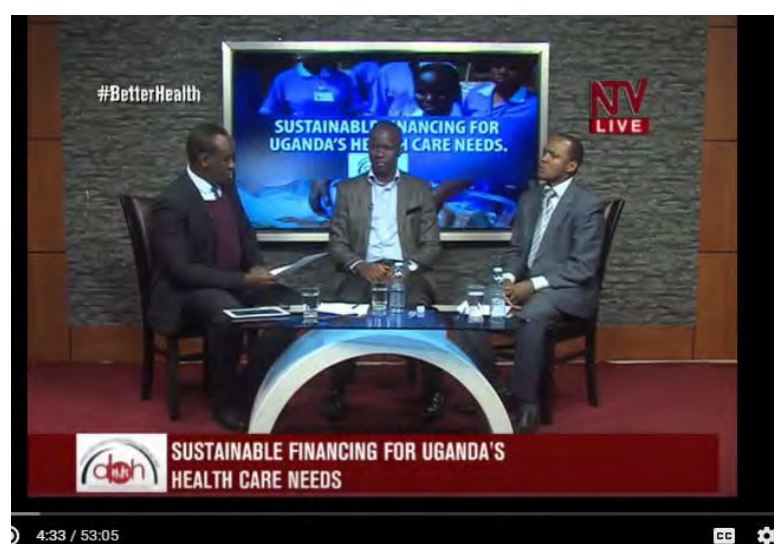 #BetterHealth
NTV
LIVE
SUSTAINABLE FINANCING FOR
UGANDA'S HEALTH CARE NEEDS.
SUSTAINABLE FINANCING FOR UGANDA'S
HEALTH CARE NEEDS
4:33 / 53:05
CC